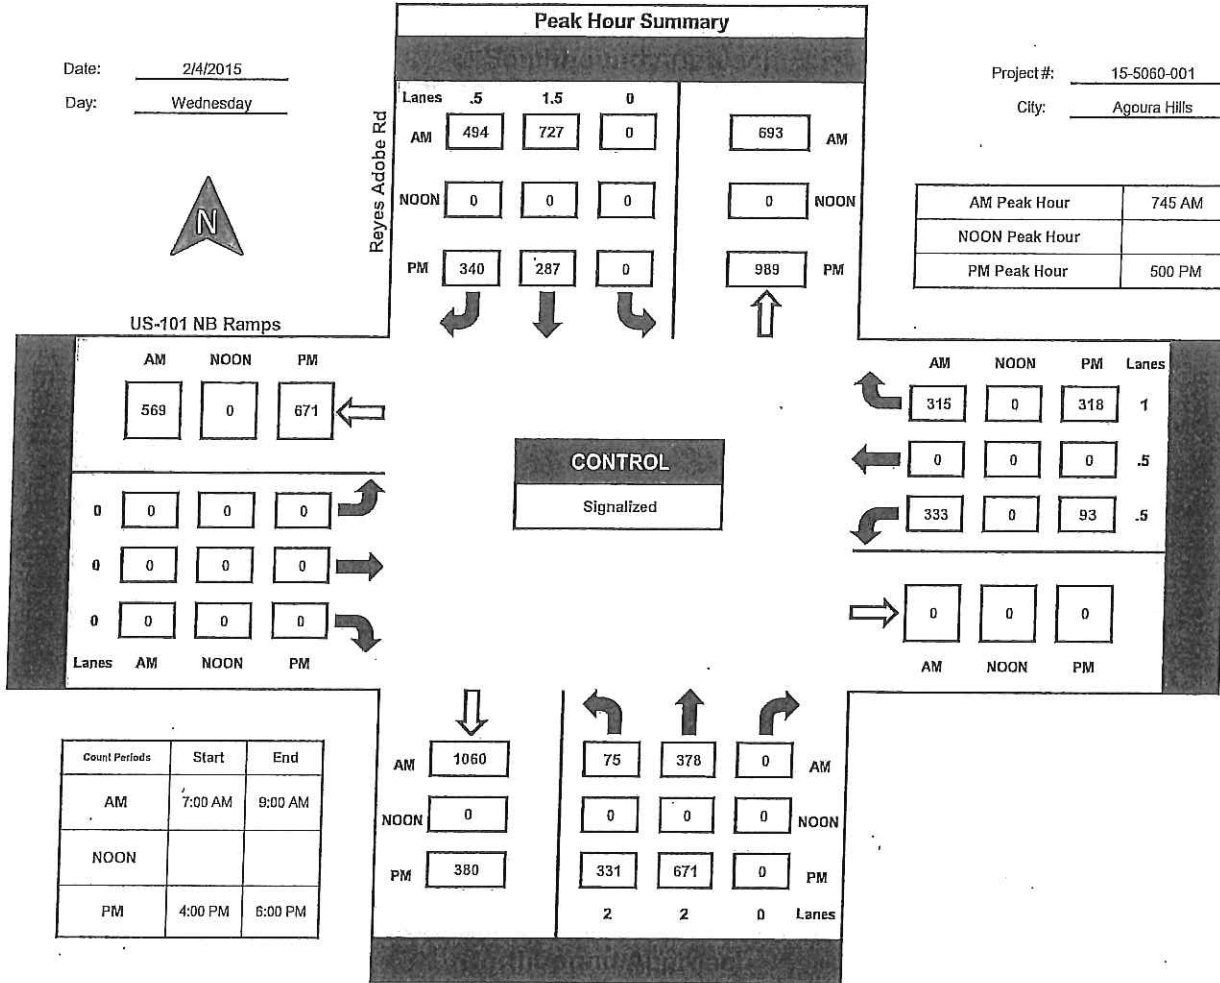 Peak Hour Summary
Date: 2/4/2015
Day: Wednesday
Project #: 15-5060-001
City: Agoura Hills
Reyes Adobe Rd
Lanes .5 1.5 0
AM 494 727 0 693 AM
NOON 0 0 0 0 NOON
PM 340 287 0 989 PM
N
AM Peak Hour 745 AM
NOON Peak Hour
PM Peak Hour 500 PM
US-101 NB Ramps
AM NOON PM
569 0 671
0 0 0 0
0 0 0 0
0 0 0 0
Lanes AM NOON PM
CONTROL
Signalized
AM NOON PM Lanes
315 0 318 1
0 0 0 .5
333 0 93 .5
0 0 0
AM NOON PM
AM 1060 75 378 0 AM
NOON 0 0 0 0 NOON
PM 380 331 671 0 PM
2 2 0 Lanes
Count Periods Start End
AM 7:00 AM 9:00 AM
NOON
PM 4:00 PM 6:00 PM